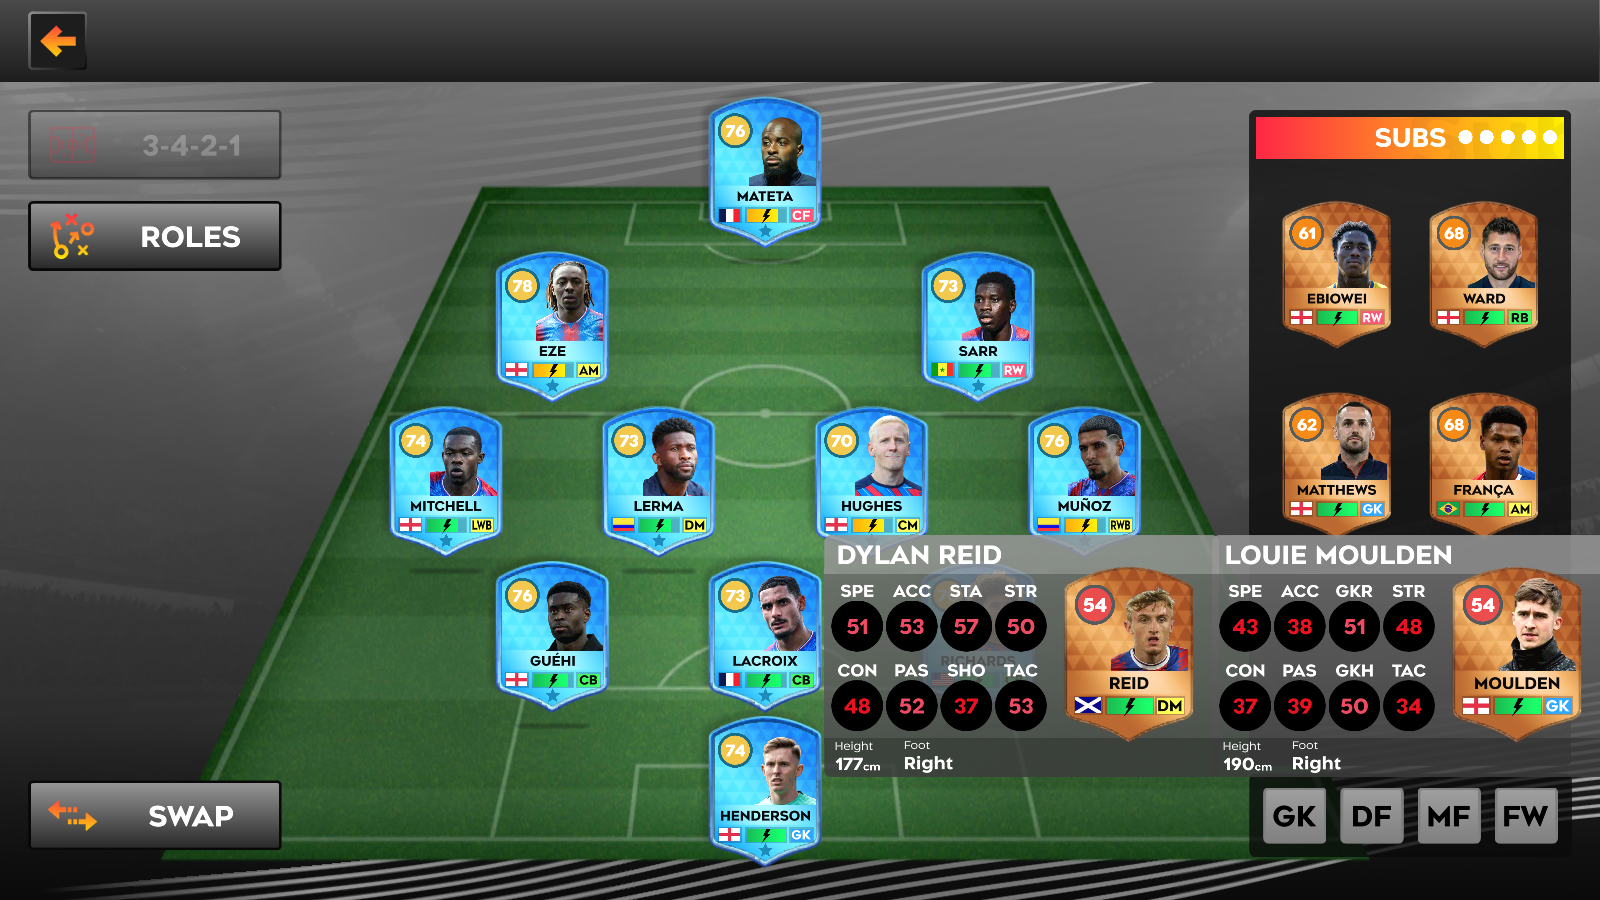 3-4-2-1
ROLES
SWAP
76
MATETA
CF
78
EZE
AM
73
SARR
RW
74
MITCHELL
LWB
73
LERMA
DM
70
HUGHES
CM
76
MUÑOZ
RWB
76
GUÉHI
CB
73
LACROIX
CB
RICHARDS
74
HENDERSON
GK
SUBS
61
EBIOWEI
RW
68
WARD
RB
62
MATTHEWS
GK
68
FRANÇA
AM
DYLAN REID
SPE ACC STA STR
51 53 57 50
CON PAS SHO TAC
48 52 37 53
Height Foot
177cm Right
54
REID
DM
LOUIE MOULDEN
SPE ACC GKR STR
43 38 51 48
CON PAS GKH TAC
37 39 50 34
Height Foot
190cm Right
54
MOULDEN
GK
GK DF MF FW